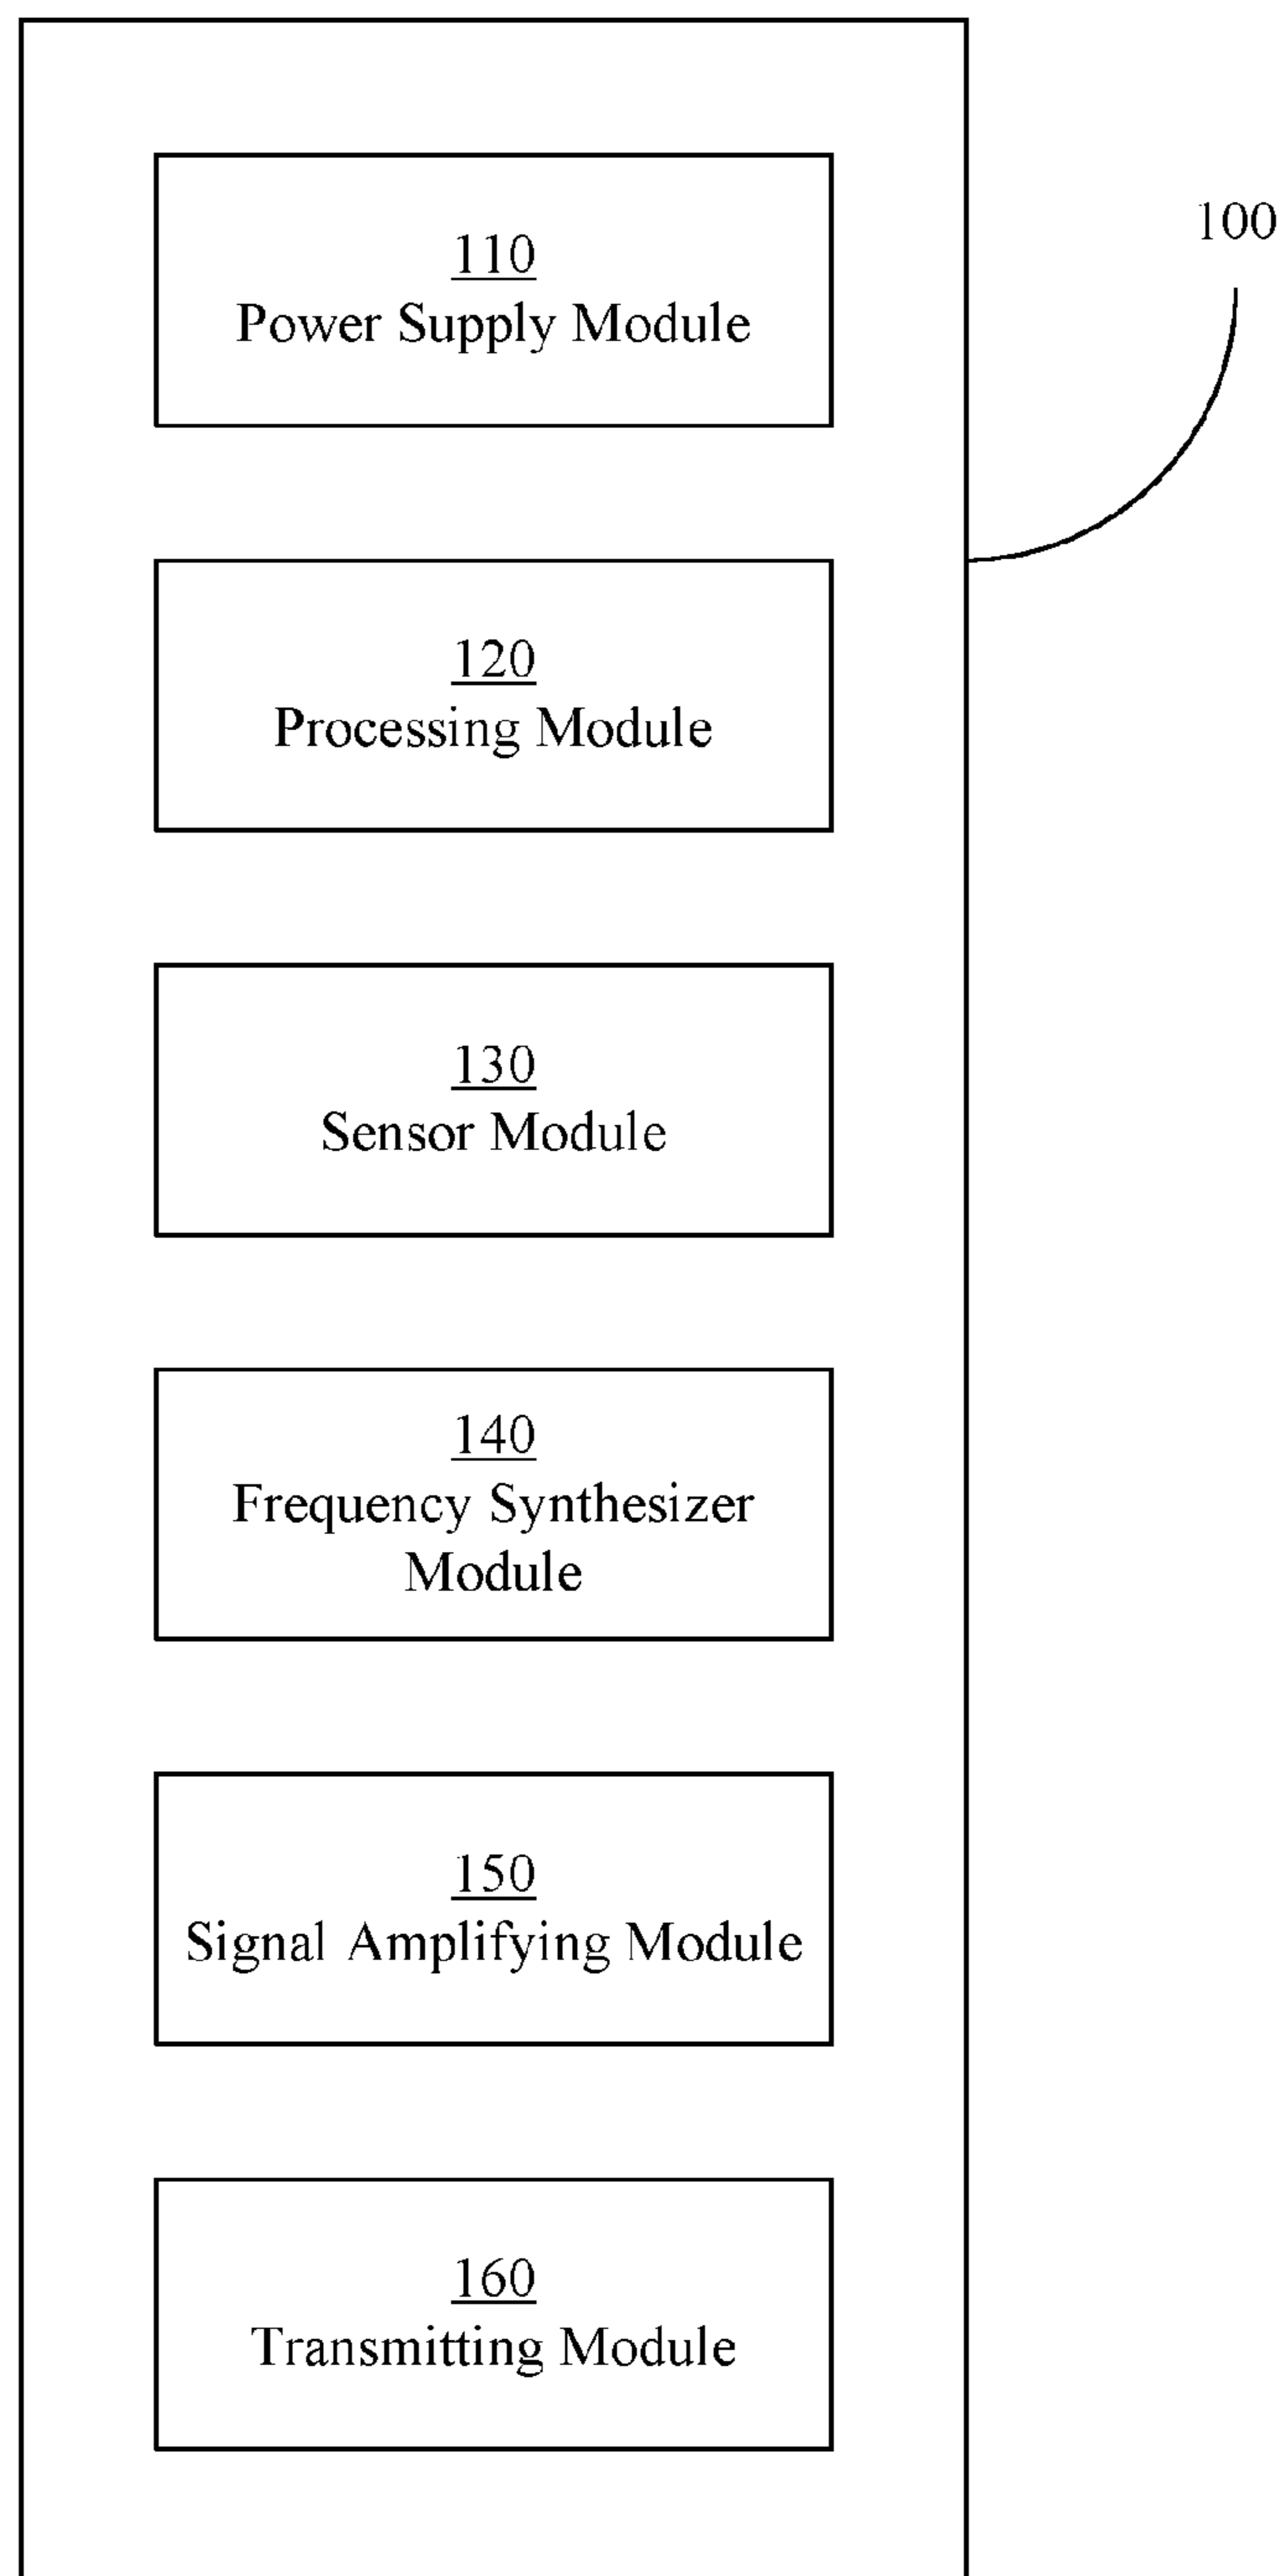 100
110
Power Supply Module
120
Processing Module
130
Sensor Module
140
Frequency Synthesizer
Module
150
Signal Amplifying Module
160
Transmitting Module